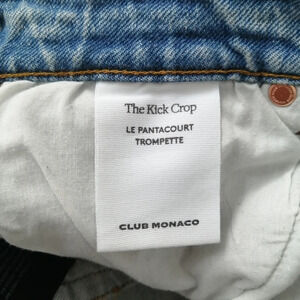 The Kick Crop
LE PANTACOURT
TROMPETTE
CLUB MONACO